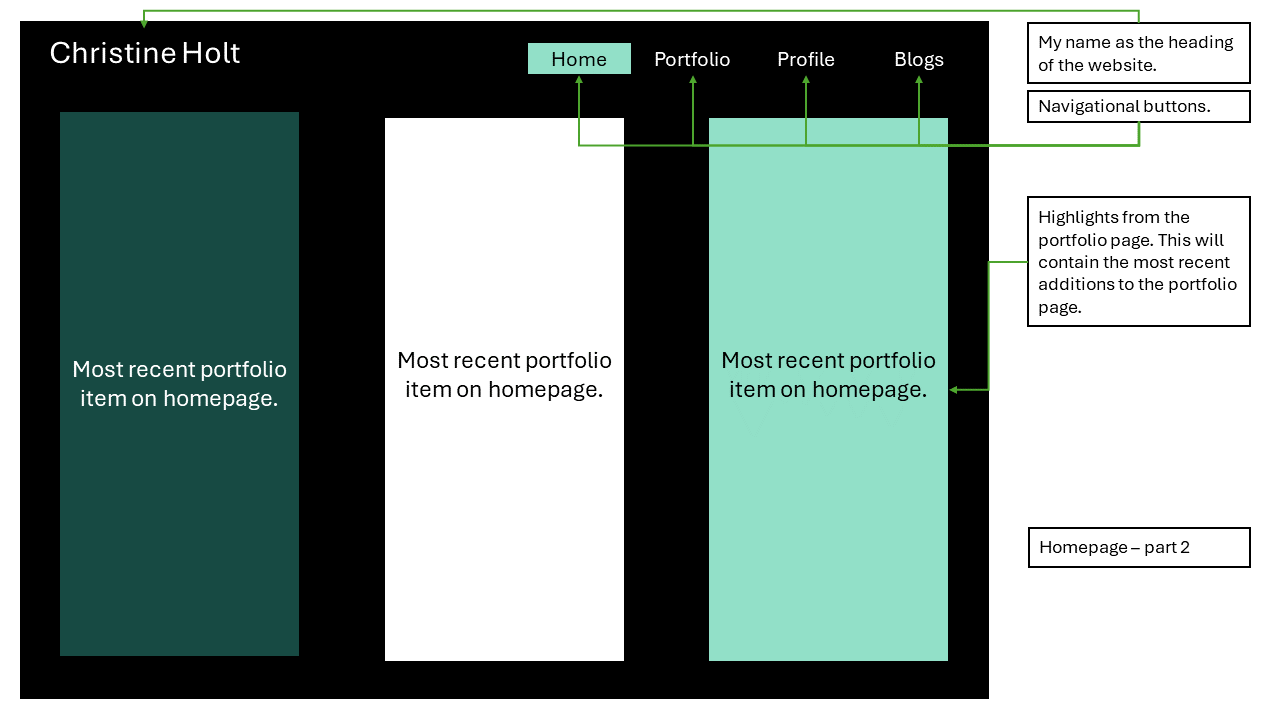 Christine Holt
Home
Portfolio
Profile
Blogs
My name as the heading
of the website.
Navigational buttons.
Highlights from the
portfolio page. This will
contain the most recent
additions to the portfolio
page.
Most recent portfolio
item on homepage.
Most recent portfolio
item on homepage.
Most recent portfolio
item on homepage.
Homepage – part 2